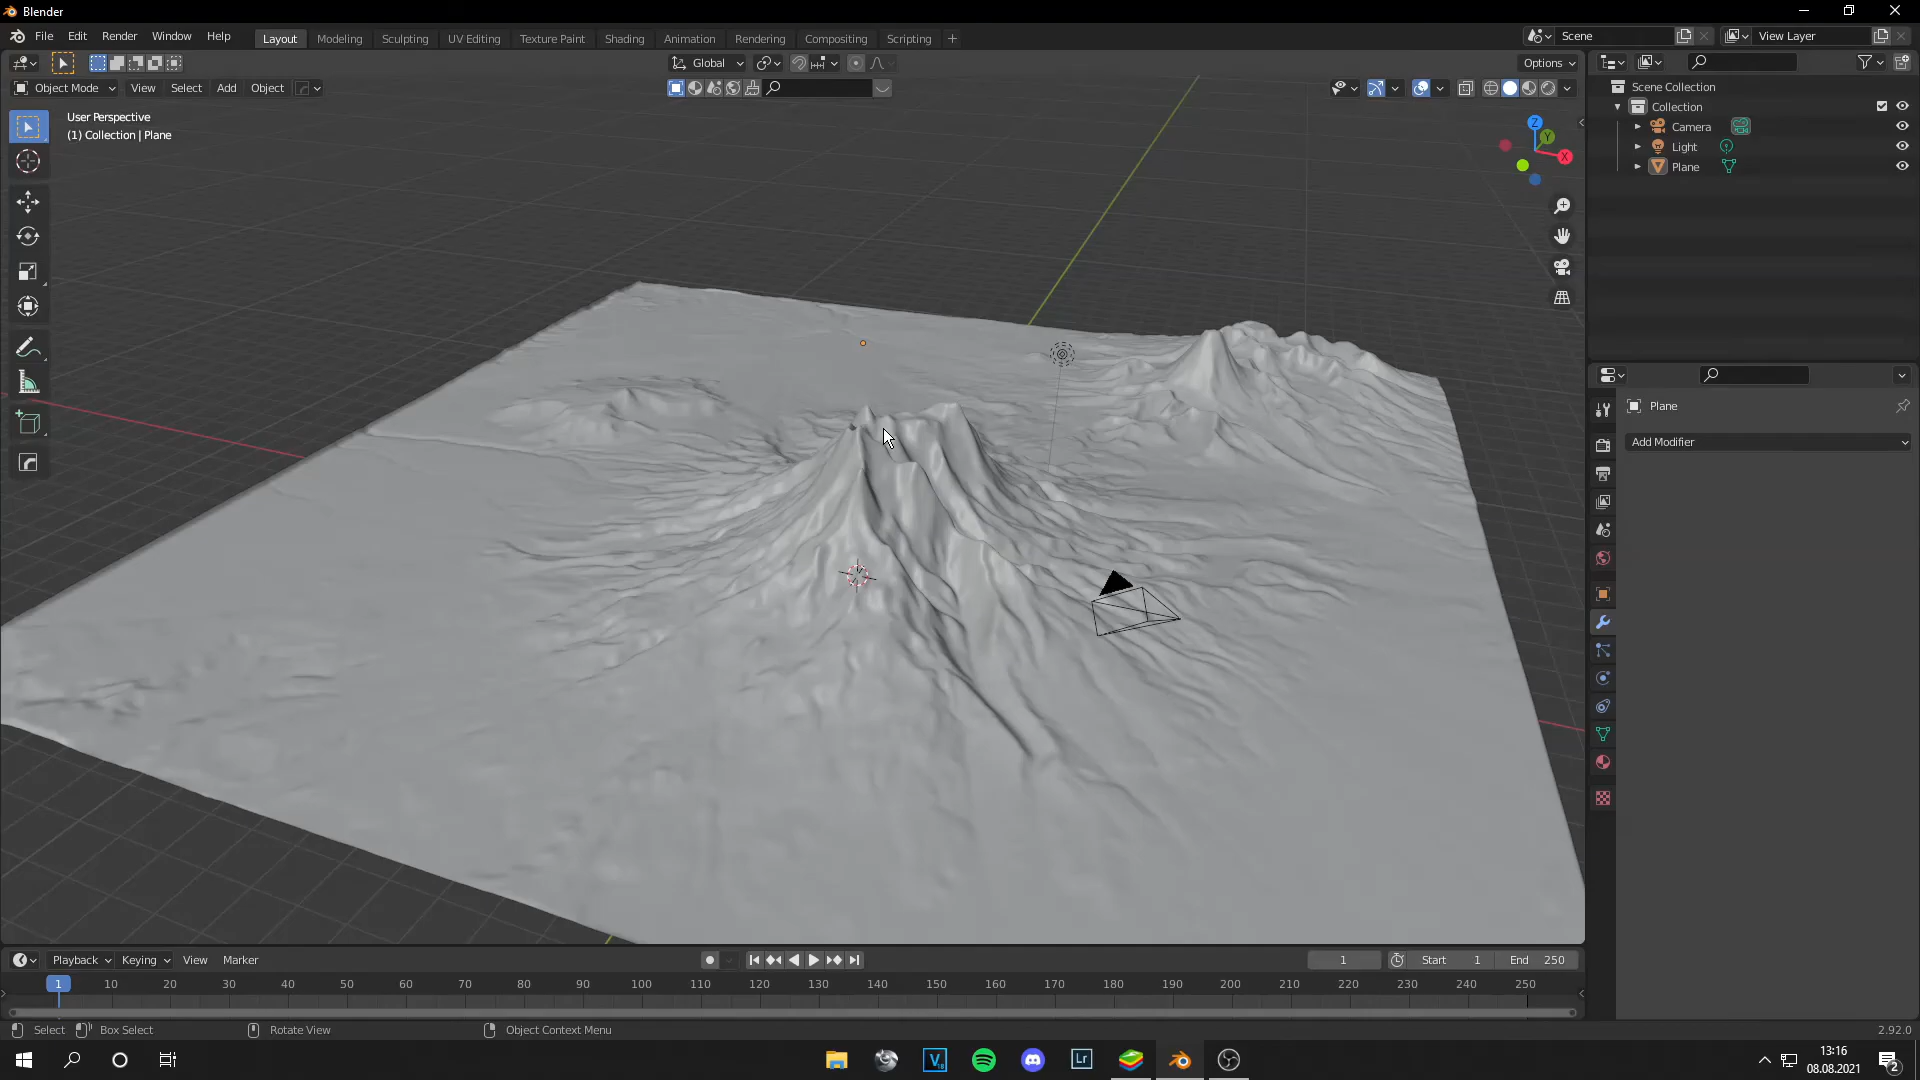 Blender
File Edit Render Window Help
Layout Modeling Sculpting UV Editing Texture Paint Shading Animation Rendering Compositing Scripting +
Scene
View Layer
Global
Options
Object Mode View Select Add Object
User Perspective
(1) Collection | Plane
Z
Y
X
Scene Collection
Collection
Camera
Light
Plane
Plane
Add Modifier
Playback Keying View Marker
1
Start 1
End 250
1 10 20 30 40 50 60 70 80 90 100 110 120 130 140 150 160 170 180 190 200 210 220 230 240 250
Select Box Select Rotate View Object Context Menu
2.92.0
V
18
Lrc
13:16
08.08.2021
2